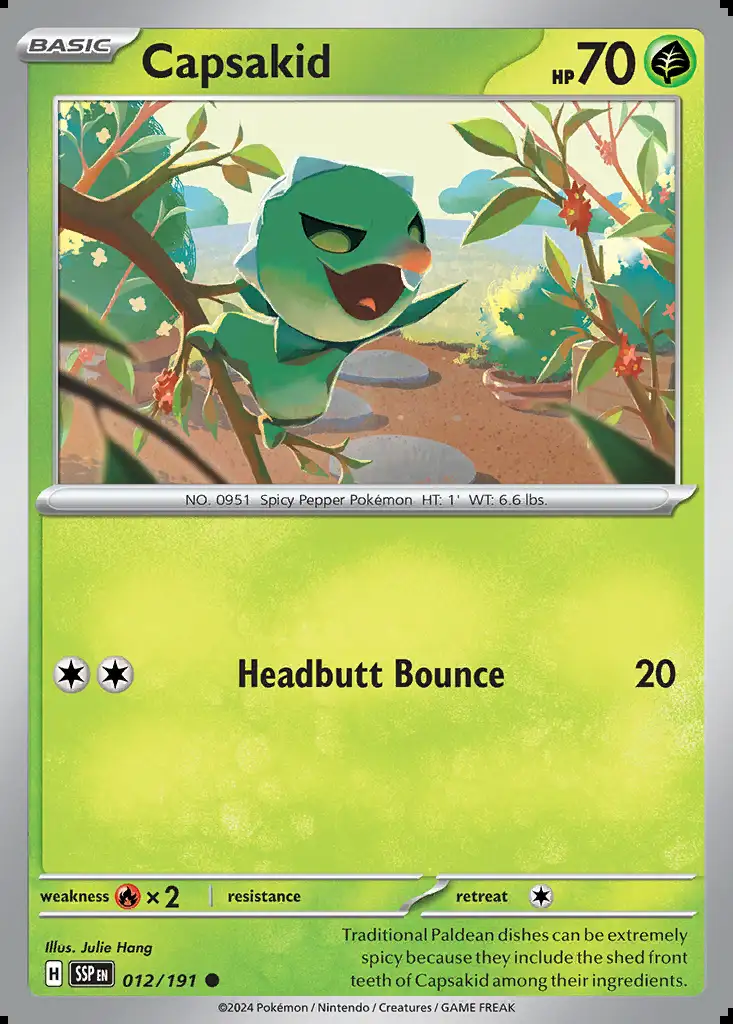 BASIC
Capsakid
HP 70
NO. 0951 Spicy Pepper Pokémon HT: 1' WT: 6.6 lbs.
Headbutt Bounce 20
weakness ×2 resistance retreat
Illus. Julie Hang
Traditional Paldean dishes can be extremely
spicy because they include the shed front
teeth of Capsakid among their ingredients.
H SSP EN 012/191
©2024 Pokémon / Nintendo / Creatures / GAME FREAK